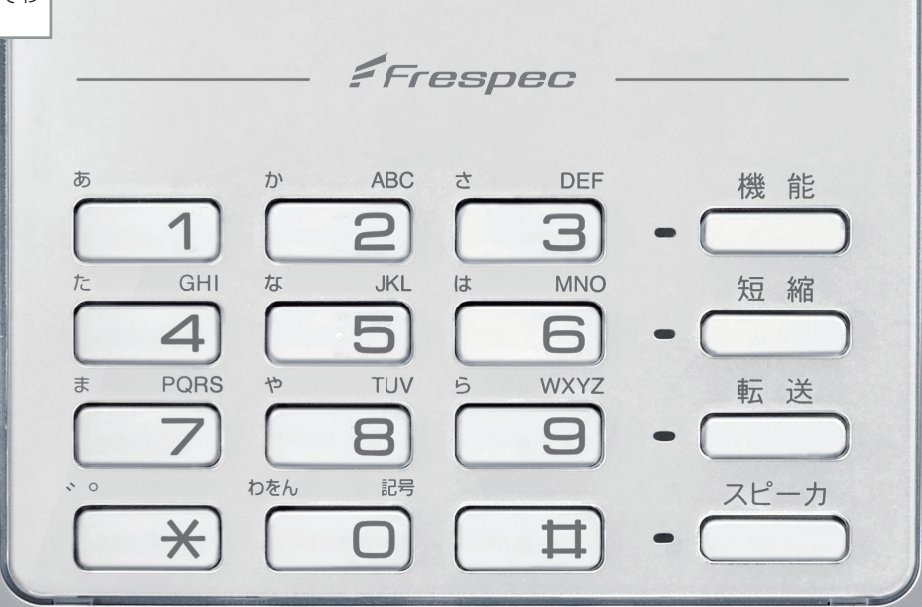 Frespec
あ か ABC さ DEF 機 能
1 2 3
た GHI な JKL は MNO 短 縮
4 5 6
ま PQRS や TUV ら WXYZ 転 送
7 8 9
゛゜ わをん 記号 スピーカ
* 0 #